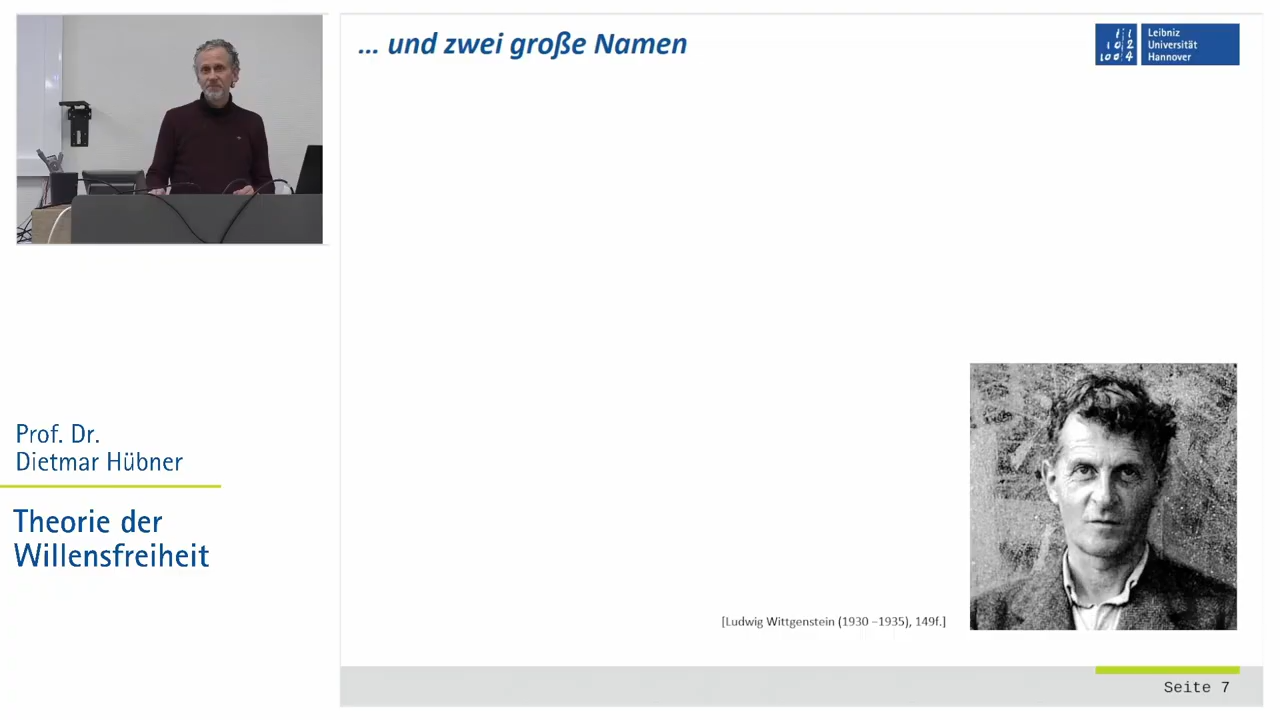 ... und zwei große Namen
Leibniz
Universität
Hannover
Prof. Dr.
Dietmar Hübner
Theorie der
Willensfreiheit
[Ludwig Wittgenstein (1930 –1935), 149f.]
Seite 7